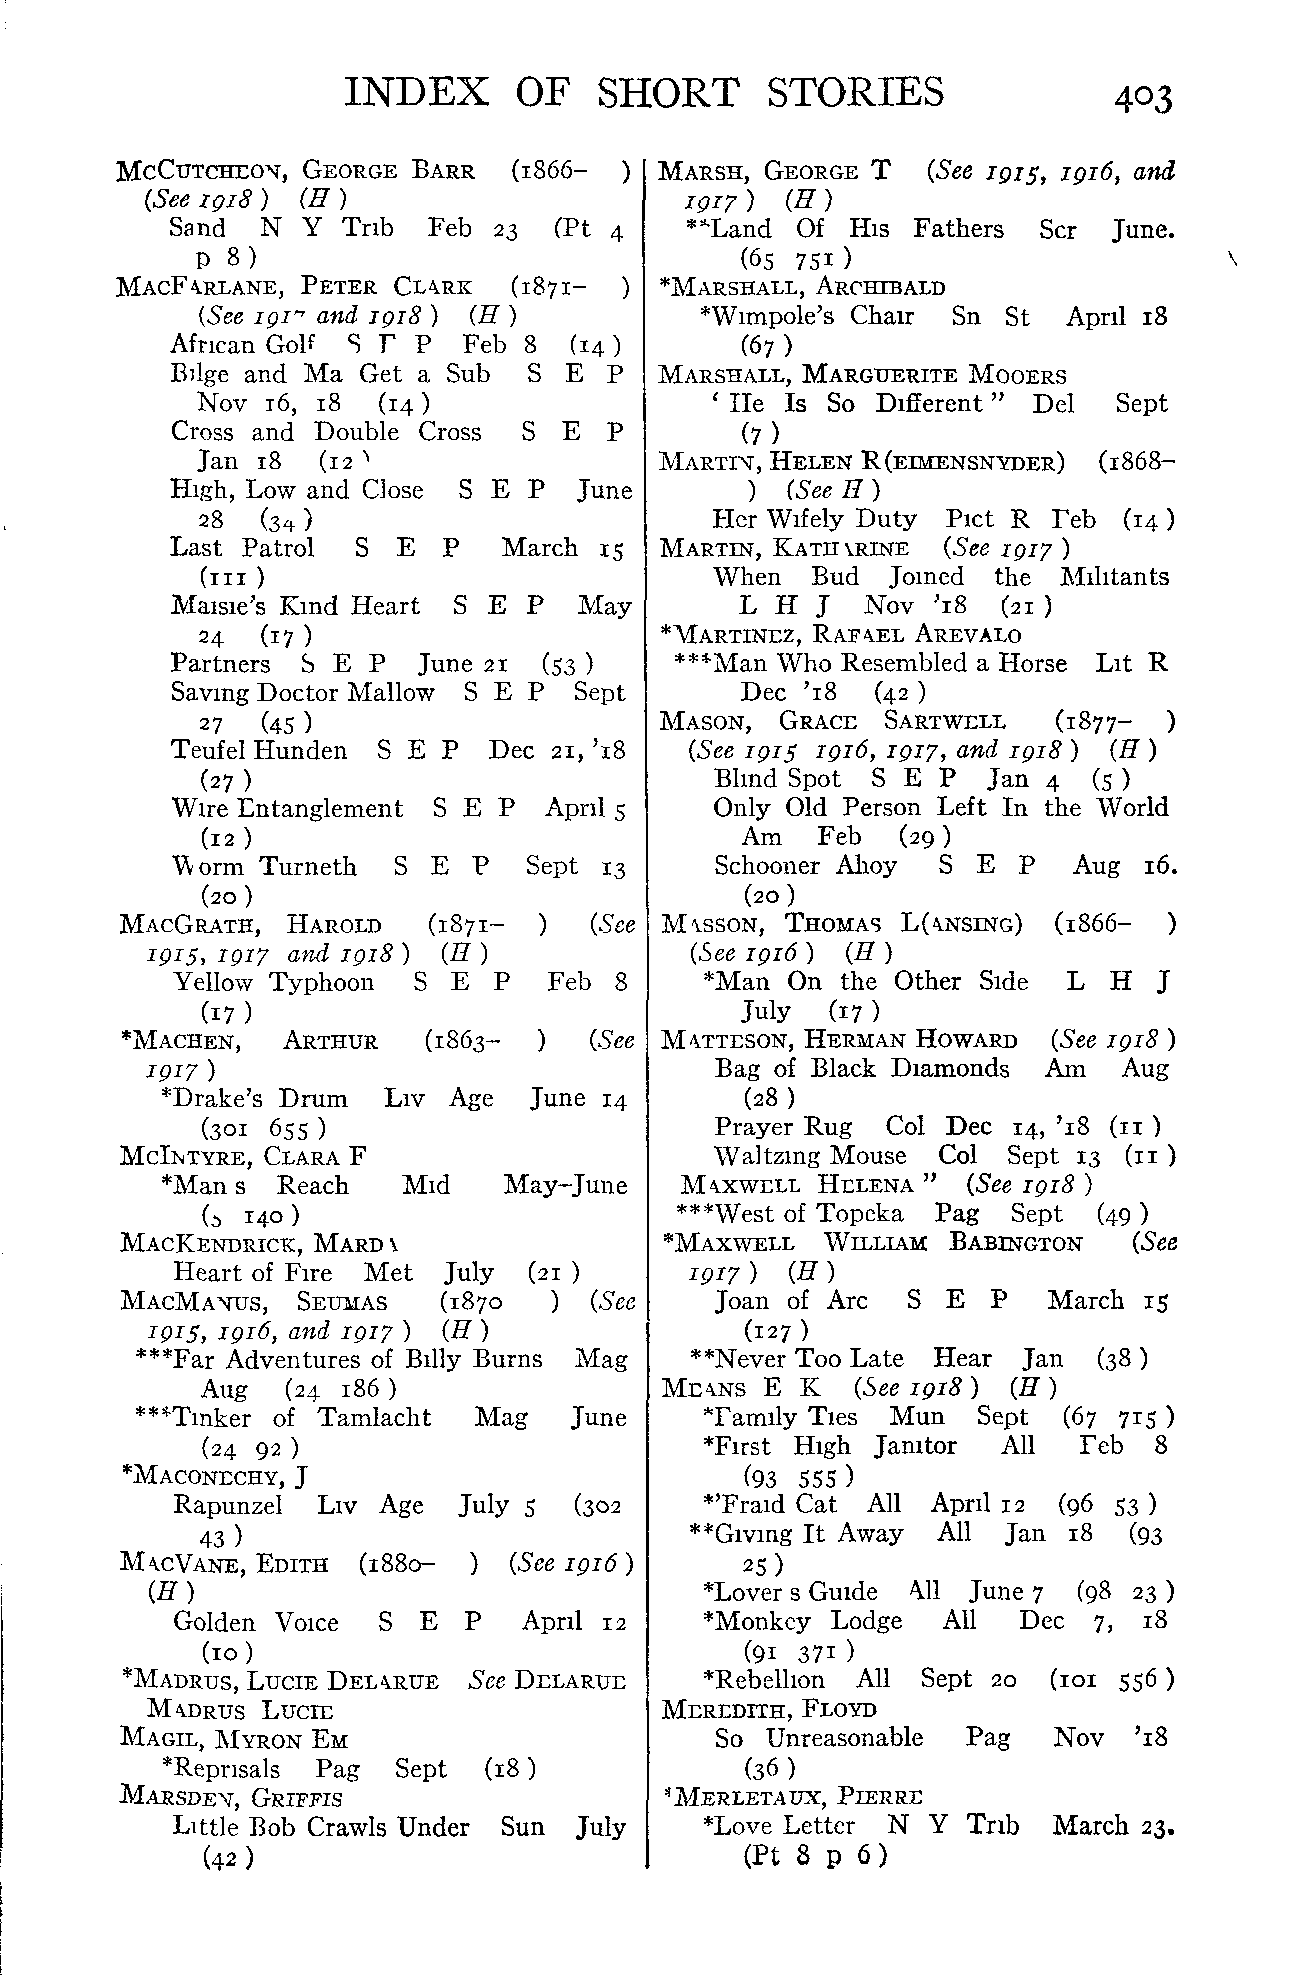 INDEX OF SHORT STORIES 403
McCutcheon, George Barr (1866– )
(See 1918 ) (H )
Sand N Y Trib Feb 23 (Pt 4
p 8 )
MacFarlane, Peter Clark (1871– )
(See 1917 and 1918 ) (H )
African Golf S E P Feb 8 (14 )
Bilge and Ma Get a Sub S E P
Nov 16, 18 (14 )
Cross and Double Cross S E P
Jan 18 (12 )
High, Low and Close S E P June
28 (34 )
Last Patrol S E P March 15
(111 )
Maisie's Kind Heart S E P May
24 (17 )
Partners S E P June 21 (53 )
Saving Doctor Mallow S E P Sept
27 (45 )
Teufel Hunden S E P Dec 21, '18
(27 )
Wire Entanglement S E P April 5
(12 )
Worm Turneth S E P Sept 13
(20 )
MacGrath, Harold (1871– ) (See
1915, 1917 and 1918 ) (H )
Yellow Typhoon S E P Feb 8
(17 )
*Machen, Arthur (1863– ) (See
1917 )
*Drake's Drum Liv Age June 14
(301 655 )
McIntyre, Clara F
*Man s Reach Mid May–June
(5 140 )
MacKendrick, Marda
Heart of Fire Met July (21 )
MacManus, Seumas (1870 ) (See
1915, 1916, and 1917 ) (H )
***Far Adventures of Billy Burns Mag
Aug (24 186 )
***Tinker of Tamlacht Mag June
(24 92 )
*Maconechy, J
Rapunzel Liv Age July 5 (302
43 )
MacVane, Edith (1880– ) (See 1916 )
(H )
Golden Voice S E P April 12
(10 )
*Madrus, Lucie Delarue See Delarue
Madrus Lucie
Magil, Myron Em
*Reprisals Pag Sept (18 )
Marsden, Griffis
Little Bob Crawls Under Sun July
(42 )
Marsh, George T (See 1915, 1916, and
1917 ) (H )
**Land Of His Fathers Scr June.
(65 751 )
*Marshall, Archibald
*Wimpole's Chair Sn St April 18
(67 )
Marshall, Marguerite Mooers
‘ He Is So Different” Del Sept
(7 )
Martin, Helen R(eimensnyder) (1868–
) (See H )
Her Wifely Duty Pict R Feb (14 )
Martin, Katharine (See 1917 )
When Bud Joined the Militants
L H J Nov '18 (21 )
*Martinez, Rafael Arevalo
***Man Who Resembled a Horse Lit R
Dec '18 (42 )
Mason, Grace Sartwell (1877– )
(See 1915 1916, 1917, and 1918 ) (H )
Blind Spot S E P Jan 4 (5 )
Only Old Person Left In the World
Am Feb (29 )
Schooner Ahoy S E P Aug 16.
(20 )
Masson, Thomas L(ansing) (1866– )
(See 1916 ) (H )
*Man On the Other Side L H J
July (17 )
Matteson, Herman Howard (See 1918 )
Bag of Black Diamonds Am Aug
(28 )
Prayer Rug Col Dec 14, '18 (11 )
Waltzing Mouse Col Sept 13 (11 )
Maxwell Helena ” (See 1918 )
***West of Topeka Pag Sept (49 )
*Maxwell William Babington (See
1917 ) (H )
Joan of Arc S E P March 15
(127 )
**Never Too Late Hear Jan (38 )
Means E K (See 1918 ) (H )
*Family Ties Mun Sept (67 715 )
*First High Janitor All Feb 8
(93 555 )
*'Fraid Cat All April 12 (96 53 )
**Giving It Away All Jan 18 (93
25 )
*Lover s Guide All June 7 (98 23 )
*Monkey Lodge All Dec 7, 18
(91 371 )
*Rebellion All Sept 20 (101 556 )
Meredith, Floyd
So Unreasonable Pag Nov '18
(36 )
*Merletaux, Pierre
*Love Letter N Y Trib March 23.
(Pt 8 p 6 )